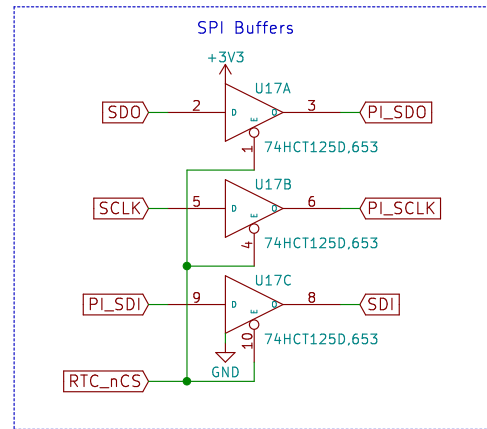 SPI Buffers
+3V3
U17A
SDO 2 D O 3 PI_SDO
E
1 74HCT125D,653
U17B
SCLK 5 D O 6 PI_SCLK
E
4 74HCT125D,653
U17C
PI_SDI 9 D O 8 SDI
E
10 74HCT125D,653
GND
RTC_nCS